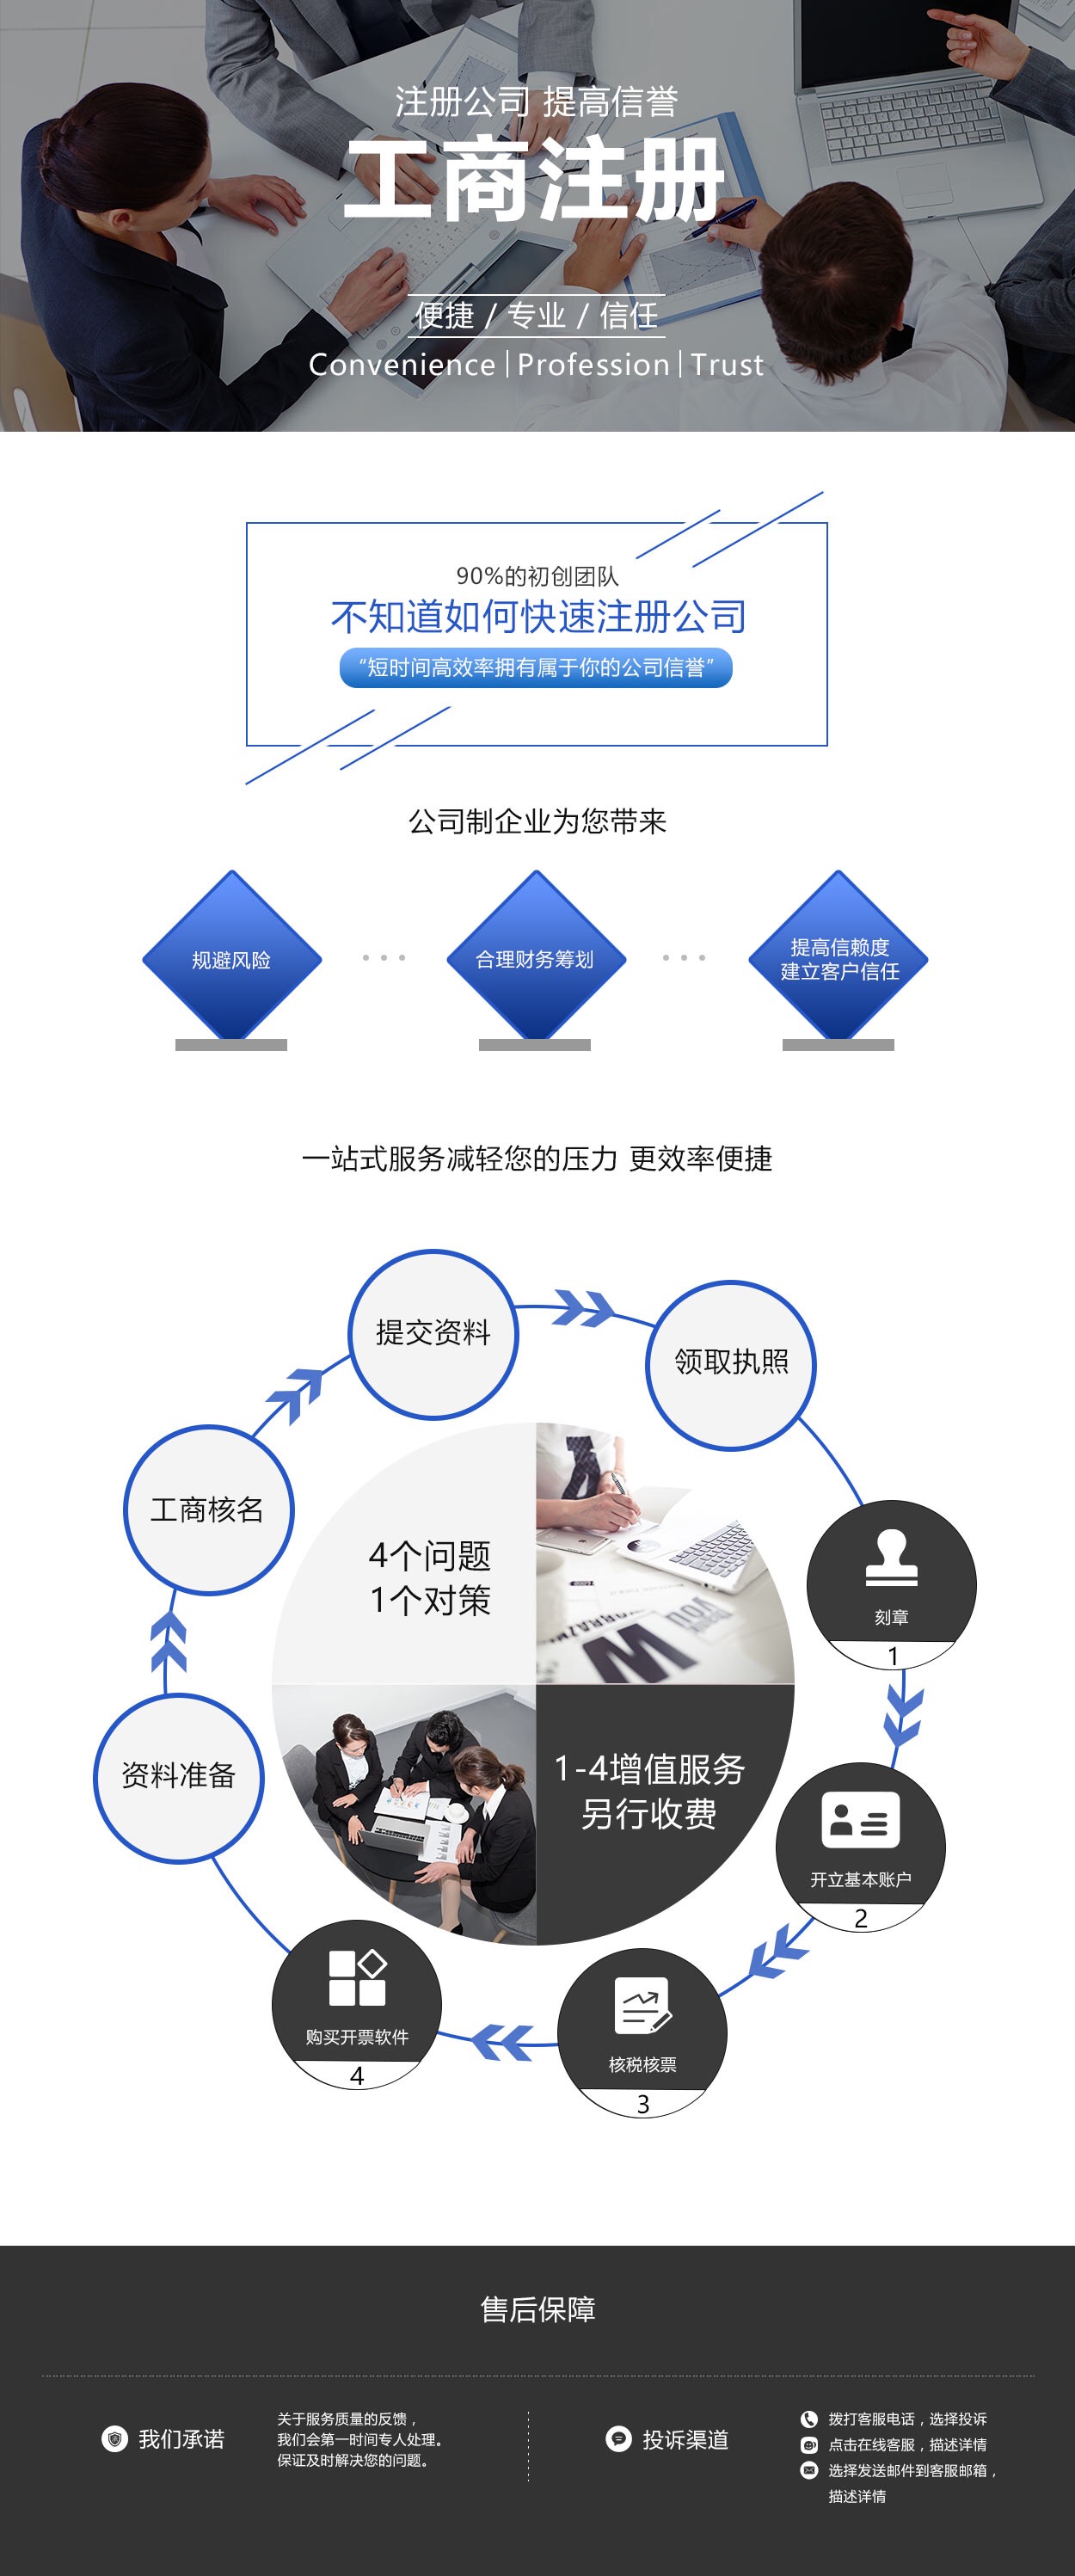 注册公司 提高信誉
工商注册
便捷 / 专业 / 信任
Convenience|Profession|Trust
90%的初创团队
不知道如何快速注册公司
“短时间高效率拥有属于你的公司信誉”
公司制企业为您带来
规避风险
合理财务筹划
提高信赖度
建立客户信任
一站式服务减轻您的压力 更效率便捷
提交资料
领取执照
工商核名
4个问题
1个对策
刻章
1
资料准备
1-4增值服务
另行收费
开立基本账户
2
购买开票软件
4
核税核票
3
售后保障
我们承诺
关于服务质量的反馈，
我们会第一时间专人处理。
保证及时解决您的问题。
投诉渠道
拨打客服电话，选择投诉
点击在线客服，描述详情
选择发送邮件到客服邮箱，
描述详情